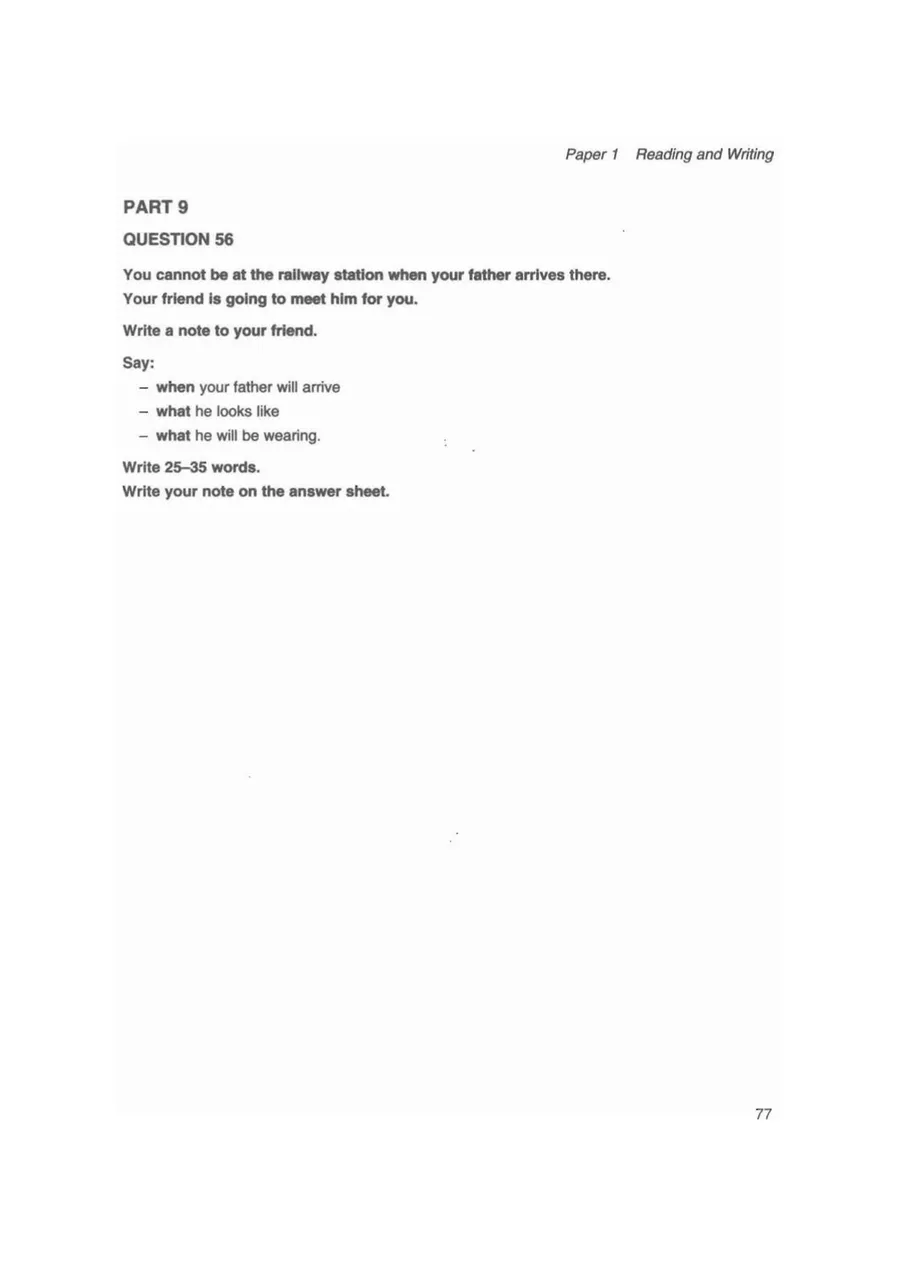 Paper 1 Reading and Writing
PART 9
QUESTION 56
You cannot be at the railway station when your father arrives there.
Your friend is going to meet him for you.
Write a note to your friend.
Say:
– when your father will arrive
– what he looks like
– what he will be wearing.
Write 25–35 words.
Write your note on the answer sheet.
77